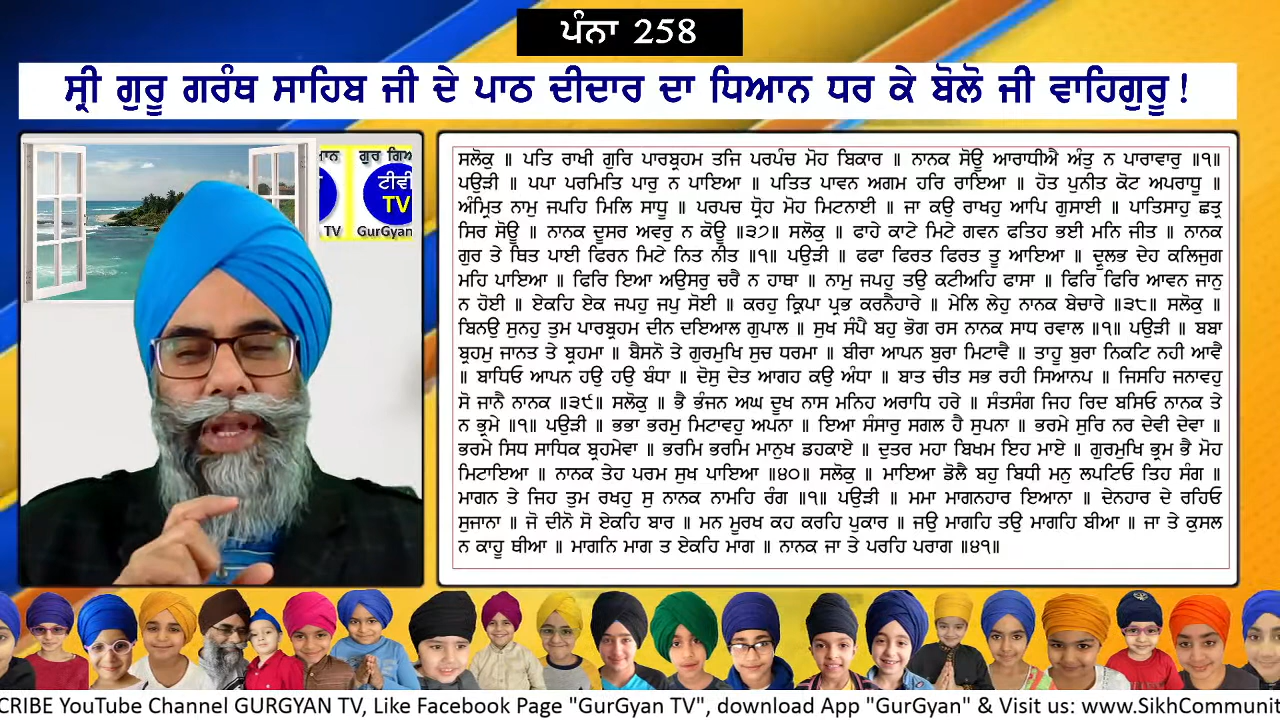 ਪੰਨਾ 258
ਸ੍ਰੀ ਗੁਰੂ ਗਰੰਥ ਸਾਹਿਬ ਜੀ ਦੇ ਪਾਠ ਦੀਦਾਰ ਦਾ ਧਿਆਨ ਧਰ ਕੇ ਬੋਲੋ ਜੀ ਵਾਹਿਗੁਰੂ!
ਗੁਰ ਗਿਆ
ਟੀਵੀ
TV
TV
GurGyan
ਸਲੋਕੁ ॥ ਪਤਿ ਰਾਖੀ ਗੁਰਿ ਪਾਰਬ੍ਰਹਮ ਤਜਿ ਪਰਪੰਚ ਮੋਹ ਬਿਕਾਰ ॥ ਨਾਨਕ ਸੋਊ ਆਰਾਧੀਐ ਅੰਤੁ ਨ ਪਾਰਾਵਾਰੁ ॥੧॥
ਪਉੜੀ ॥ ਪਪਾ ਪਰਮਿਤਿ ਪਾਰੁ ਨ ਪਾਇਆ ॥ ਪਤਿਤ ਪਾਵਨ ਅਗਮ ਹਰਿ ਰਾਇਆ ॥ ਹੋਤ ਪੁਨੀਤ ਕੋਟ ਅਪਰਾਧੂ ॥
ਅੰਮ੍ਰਿਤ ਨਾਮੁ ਜਪਹਿ ਮਿਲਿ ਸਾਧੂ ॥ ਪਰਪਚ ਧ੍ਰੋਹ ਮੋਹ ਮਿਟਨਾਈ ॥ ਜਾ ਕਉ ਰਾਖਹੁ ਆਪਿ ਗੁਸਾਈ ॥ ਪਾਤਿਸਾਹੁ ਛਤ੍ਰ
ਸਿਰ ਸੋਊ ॥ ਨਾਨਕ ਦੂਸਰ ਅਵਰੁ ਨ ਕੋਊ ॥੩੭॥ ਸਲੋਕੁ ॥ ਫਾਹੇ ਕਾਟੇ ਮਿਟੇ ਗਵਨ ਫਤਿਹ ਭਈ ਮਨਿ ਜੀਤ ॥ ਨਾਨਕ
ਗੁਰ ਤੇ ਥਿਤ ਪਾਈ ਫਿਰਨ ਮਿਟੇ ਨਿਤ ਨੀਤ ॥੧॥ ਪਉੜੀ ॥ ਫਫਾ ਫਿਰਤ ਫਿਰਤ ਤੂ ਆਇਆ ॥ ਦ੍ਰੁਲਭ ਦੇਹ ਕਲਿਜੁਗ
ਮਹਿ ਪਾਇਆ ॥ ਫਿਰਿ ਇਆ ਅਉਸਰੁ ਚਰੈ ਨ ਹਾਥਾ ॥ ਨਾਮੁ ਜਪਹੁ ਤਉ ਕਟੀਅਹਿ ਫਾਸਾ ॥ ਫਿਰਿ ਫਿਰਿ ਆਵਨ ਜਾਨੁ
ਨ ਹੋਈ ॥ ਏਕਹਿ ਏਕ ਜਪਹੁ ਜਪੁ ਸੋਈ ॥ ਕਰਹੁ ਕ੍ਰਿਪਾ ਪ੍ਰਭ ਕਰਨੈਹਾਰੇ ॥ ਮੇਲਿ ਲੇਹੁ ਨਾਨਕ ਬੇਚਾਰੇ ॥੩੮॥ ਸਲੋਕੁ ॥
ਬਿਨਉ ਸੁਨਹੁ ਤੁਮ ਪਾਰਬ੍ਰਹਮ ਦੀਨ ਦਇਆਲ ਗੁਪਾਲ ॥ ਸੁਖ ਸੰਪੈ ਬਹੁ ਭੋਗ ਰਸ ਨਾਨਕ ਸਾਧ ਰਵਾਲ ॥੧॥ ਪਉੜੀ ॥ ਬਬਾ
ਬ੍ਰਹਮੁ ਜਾਨਤ ਤੇ ਬ੍ਰਹਮਾ ॥ ਬੈਸਨੋ ਤੇ ਗੁਰਮੁਖਿ ਸੁਚ ਧਰਮਾ ॥ ਬੀਰਾ ਆਪਨ ਬੁਰਾ ਮਿਟਾਵੈ ॥ ਤਾਹੂ ਬੁਰਾ ਨਿਕਟਿ ਨਹੀ ਆਵੈ
॥ ਬਾਧਿਓ ਆਪਨ ਹਉ ਹਉ ਬੰਧਾ ॥ ਦੋਸੁ ਦੇਤ ਆਗਹ ਕਉ ਅੰਧਾ ॥ ਬਾਤ ਚੀਤ ਸਭ ਰਹੀ ਸਿਆਨਪ ॥ ਜਿਸਹਿ ਜਨਾਵਹੁ
ਸੋ ਜਾਨੈ ਨਾਨਕ ॥੩੯॥ ਸਲੋਕੁ ॥ ਭੈ ਭੰਜਨ ਅਘ ਦੂਖ ਨਾਸ ਮਨਿਹ ਅਰਾਧਿ ਹਰੇ ॥ ਸੰਤਸੰਗ ਜਿਹ ਰਿਦ ਬਸਿਓ ਨਾਨਕ ਤੇ
ਨ ਭ੍ਰਮੇ ॥੧॥ ਪਉੜੀ ॥ ਭਭਾ ਭਰਮੁ ਮਿਟਾਵਹੁ ਅਪਨਾ ॥ ਇਆ ਸੰਸਾਰੁ ਸਗਲ ਹੈ ਸੁਪਨਾ ॥ ਭਰਮੇ ਸੁਰਿ ਨਰ ਦੇਵੀ ਦੇਵਾ ॥
ਭਰਮੇ ਸਿਧ ਸਾਧਿਕ ਬ੍ਰਹਮੇਵਾ ॥ ਭਰਮਿ ਭਰਮਿ ਮਾਨੁਖ ਡਹਕਾਏ ॥ ਦੁਤਰ ਮਹਾ ਬਿਖਮ ਇਹ ਮਾਏ ॥ ਗੁਰਮੁਖਿ ਭ੍ਰਮ ਭੈ ਮੋਹ
ਮਿਟਾਇਆ ॥ ਨਾਨਕ ਤੇਹ ਪਰਮ ਸੁਖ ਪਾਇਆ ॥੪੦॥ ਸਲੋਕੁ ॥ ਮਾਇਆ ਡੋਲੈ ਬਹੁ ਬਿਧੀ ਮਨੁ ਲਪਟਿਓ ਤਿਹ ਸੰਗ ॥
ਮਾਗਨ ਤੇ ਜਿਹ ਤੁਮ ਰਖਹੁ ਸੁ ਨਾਨਕ ਨਾਮਹਿ ਰੰਗ ॥੧॥ ਪਉੜੀ ॥ ਮਮਾ ਮਾਗਨਹਾਰ ਇਆਨਾ ॥ ਦੇਨਹਾਰ ਦੇ ਰਹਿਓ
ਸੁਜਾਨਾ ॥ ਜੋ ਦੀਨੋ ਸੋ ਏਕਹਿ ਬਾਰ ॥ ਮਨ ਮੂਰਖ ਕਹ ਕਰਹਿ ਪੁਕਾਰ ॥ ਜਉ ਮਾਗਹਿ ਤਉ ਮਾਗਹਿ ਬੀਆ ॥ ਜਾ ਤੇ ਕੁਸਲ
ਨ ਕਾਹੂ ਥੀਆ ॥ ਮਾਗਨਿ ਮਾਗ ਤ ਏਕਹਿ ਮਾਗ ॥ ਨਾਨਕ ਜਾ ਤੇ ਪਰਹਿ ਪਰਾਗ ॥੪੧॥
CRIBE YouTube Channel GURGYAN TV, Like Facebook Page "GurGyan TV", download App "GurGyan" & Visit us: www.SikhCommunit